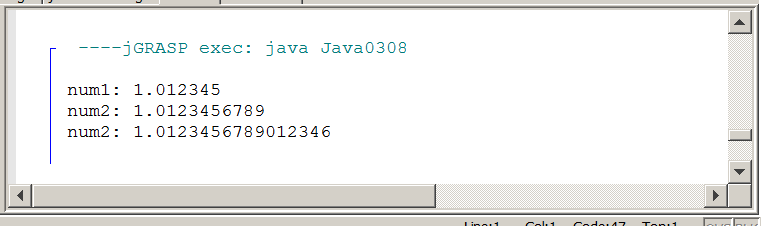 ----jGRASP exec: java Java0308
num1: 1.012345
num2: 1.0123456789
num2: 1.0123456789012346